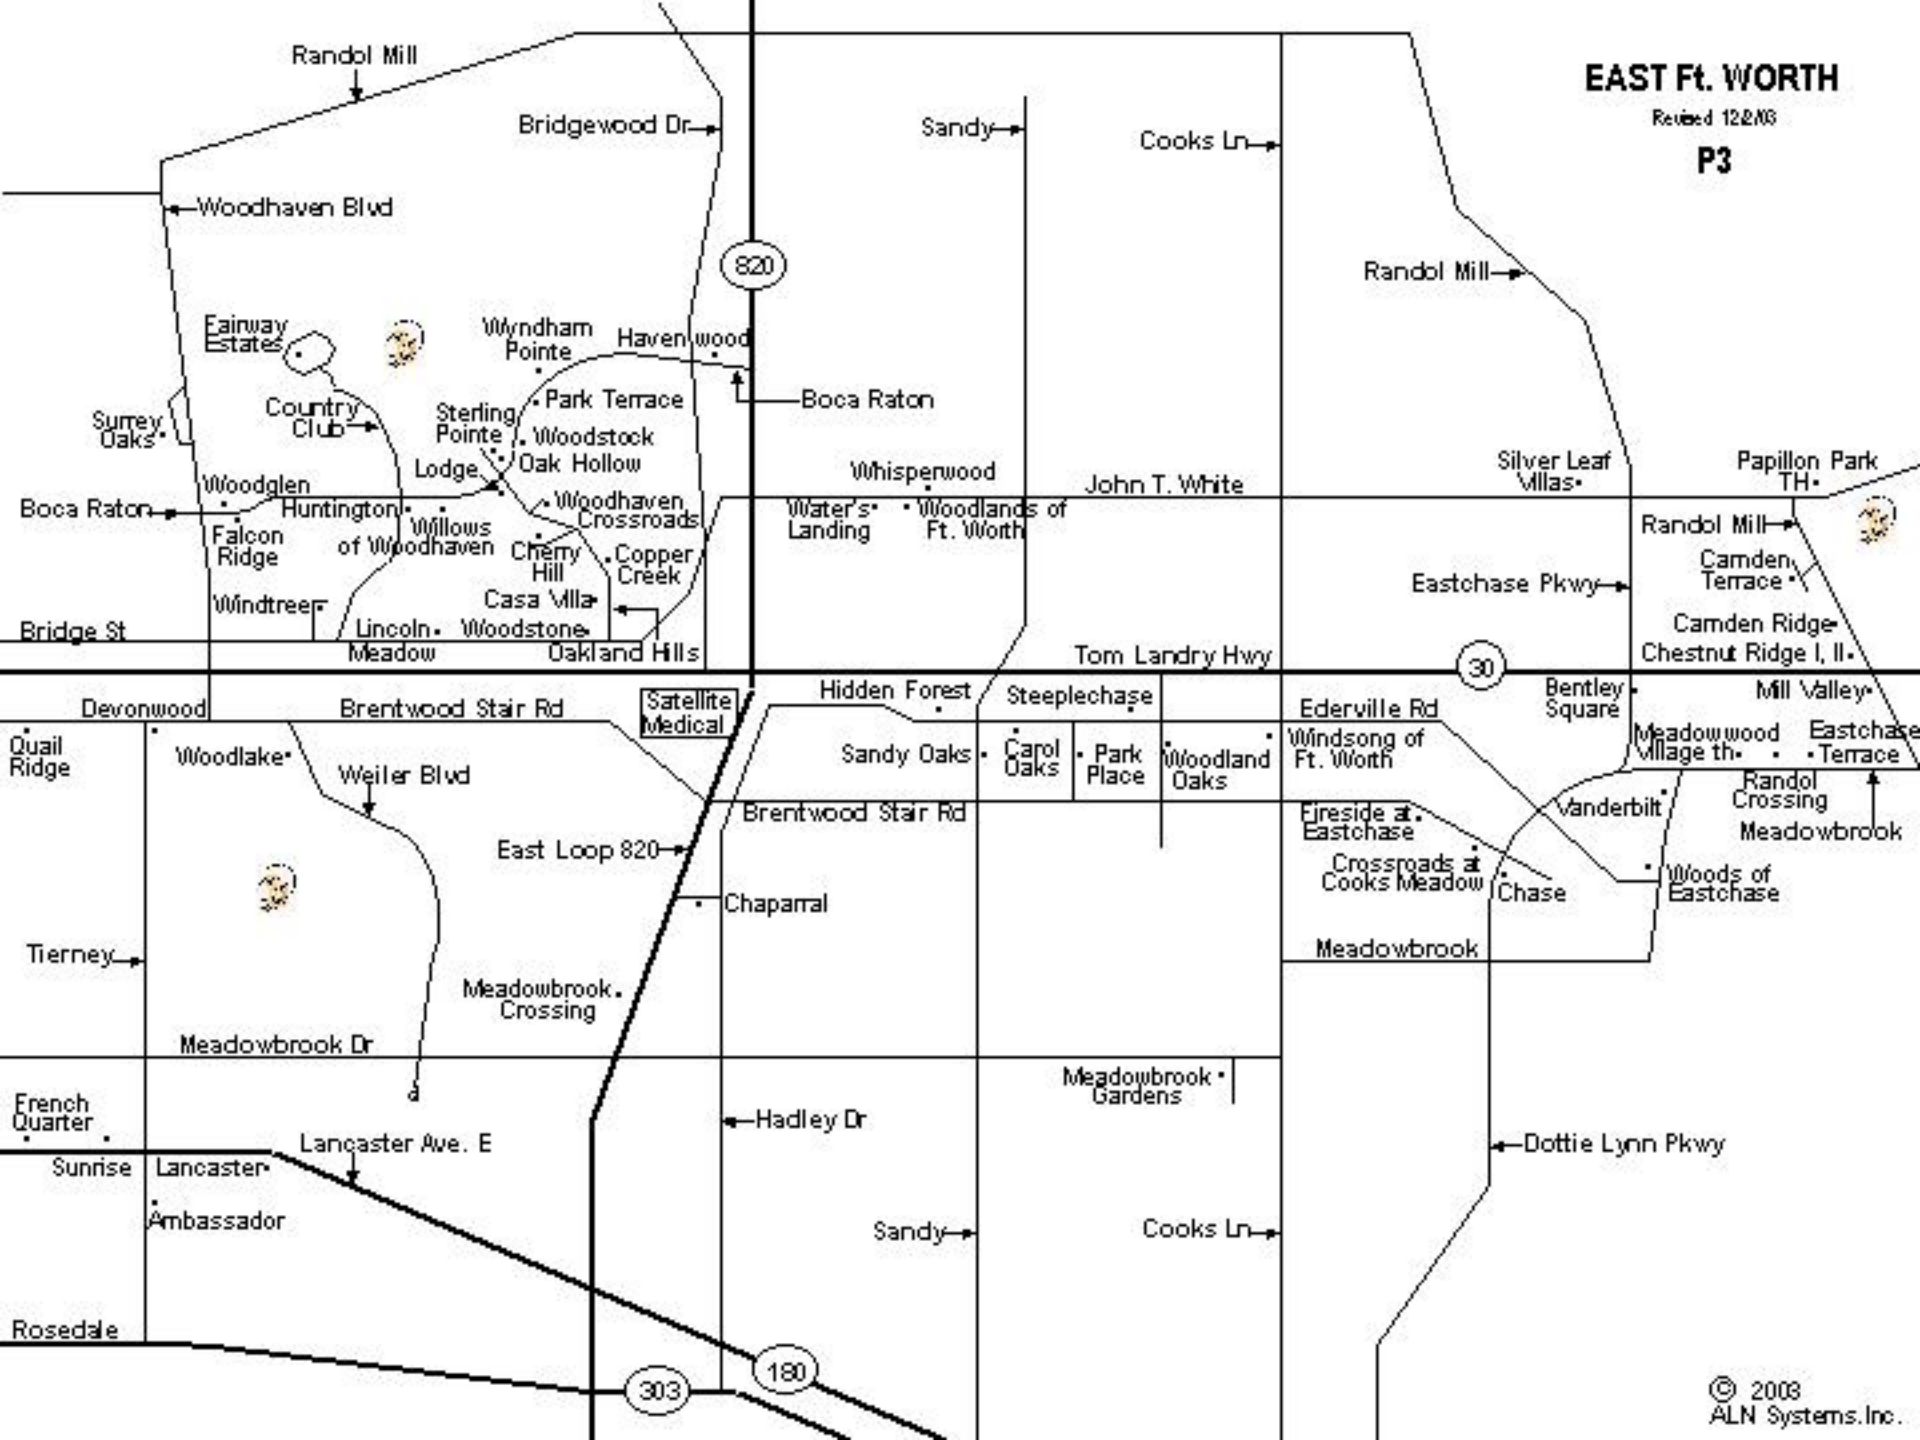 Randol Mill
EAST Ft. WORTH
Revised 12/2/03
P3
Bridgewood Dr
Sandy
Cooks Ln
Woodhaven Blvd
820
Randol Mill
Fairway
Estates
Wyndham
Pointe
Havenwood
Boca Raton
Park Terrace
Country
Club
Sterling
Pointe
Surrey
Oaks
Woodstock
Oak Hollow
Lodge
Whisperwood
John T. White
Silver Leaf
Villas
Papillon Park
TH
Woodglen
Boca Raton
Huntington
Willows
of Woodhaven
Falcon
Ridge
Woodhaven
Crossroads
Water's
Landing
Woodlands of
Ft. Worth
Randol Mill
Cherry
Hill
Copper
Creek
Camden
Terrace
Eastchase Pkwy
Windtree
Casa Villa
Camden Ridge
Bridge St
Lincoln
Meadow
Woodstone
Oakland Hills
Tom Landry Hwy
30
Chestnut Ridge I, II
Devonwood
Brentwood Stair Rd
Satellite
Medical
Hidden Forest
Steeplechase
Ederville Rd
Bentley
Square
Mill Valley
Quail
Ridge
Woodlake
Weiler Blvd
Sandy Oaks
Carol
Oaks
Park
Place
Woodland
Oaks
Windsong of
Ft. Worth
Meadowwood
Village th
Eastchase
Terrace
Randol
Crossing
Vanderbilt
Meadowbrook
Brentwood Stair Rd
Fireside at
Eastchase
East Loop 820
Crossroads at
Cooks Meadow
Chase
Woods of
Eastchase
Chaparral
Tierney
Meadowbrook
Meadowbrook
Crossing
Meadowbrook Dr
Meadowbrook
Gardens
French
Quarter
Hadley Dr
Lancaster Ave. E
Dottie Lynn Pkwy
Sunrise
Lancaster
Ambassador
Sandy
Cooks Ln
Rosedale
180
303
© 2003
ALN Systems.Inc.